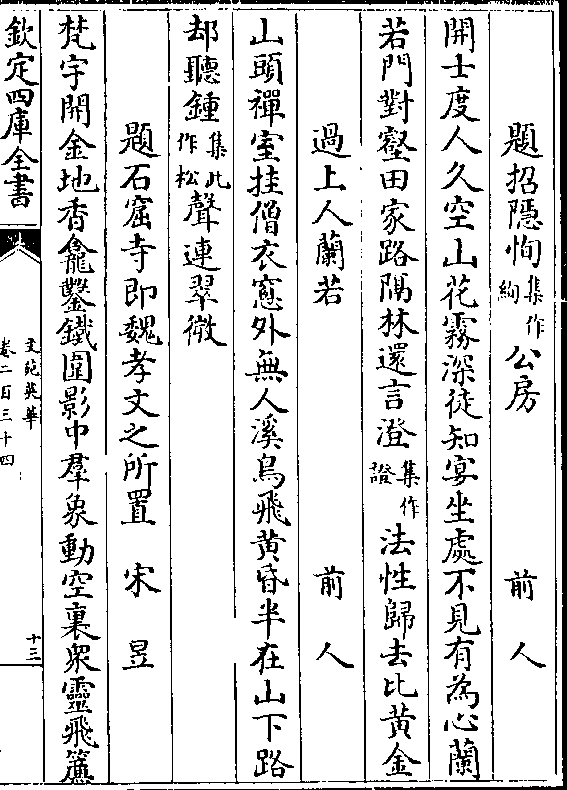 題招隠恂集作絢公房　前人
開士度人久空山花霧深徒知宴坐處不見有為心蘭
若門對壑田家路隔林還言澄集作證法性歸去比黄金
過上人蘭若　前人
山頭禪室挂僧衣窻外無人溪鳥飛黄昏半在山下路
却聽鍾集此作松聲連翠微
題石窟寺即魏孝文之所置　宋昱
梵宇開金地香龕鑿鐵圍影中羣象動空裏衆靈飛簷
欽定四庫全書
文苑英華
卷二百三十四
十三